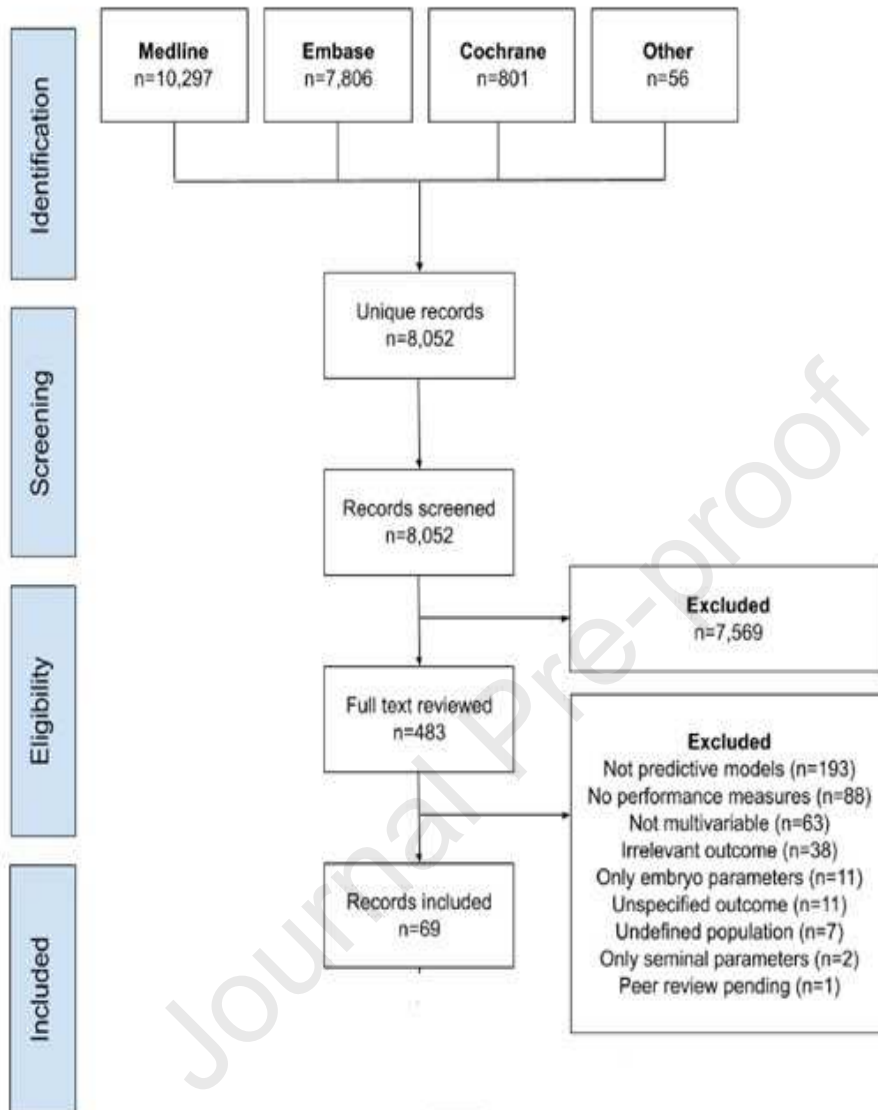 Identification
Medline
n=10,297
Embase
n=7,806
Cochrane
n=801
Other
n=56
Unique records
n=8,052
Screening
Records screened
n=8,052
Excluded
n=7,569
Eligibility
Full text reviewed
n=483
Excluded
Not predictive models (n=193)
No performance measures (n=88)
Not multivariable (n=63)
Irrelevant outcome (n=38)
Only embryo parameters (n=11)
Unspecified outcome (n=11)
Undefined population (n=7)
Only seminal parameters (n=2)
Peer review pending (n=1)
Included
Records included
n=69
Journal Pre-proof